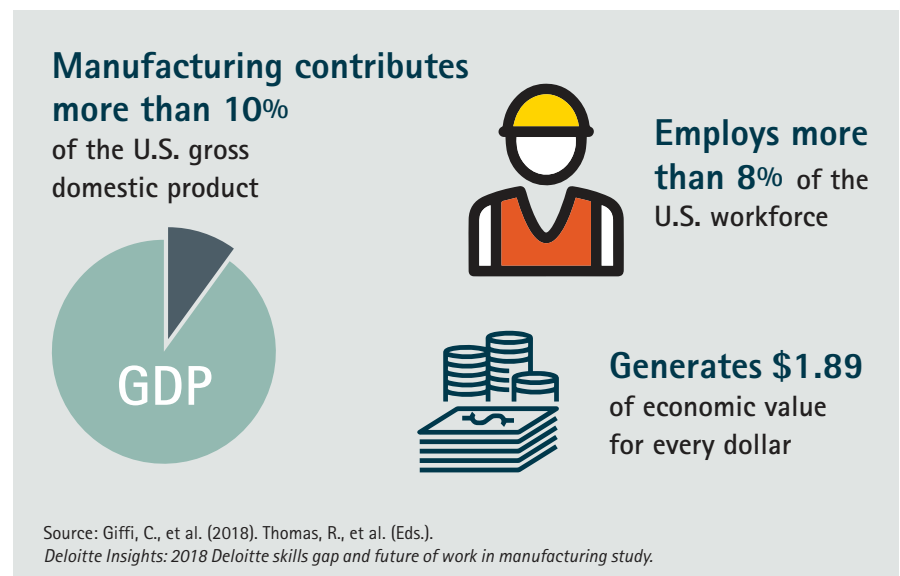 Manufacturing contributes
more than 10%
of the U.S. gross
domestic product
GDP
Employs more
than 8% of the
U.S. workforce
Generates $1.89
of economic value
for every dollar
Source: Giffi, C., et al. (2018). Thomas, R., et al. (Eds.).
Deloitte Insights: 2018 Deloitte skills gap and future of work in manufacturing study.